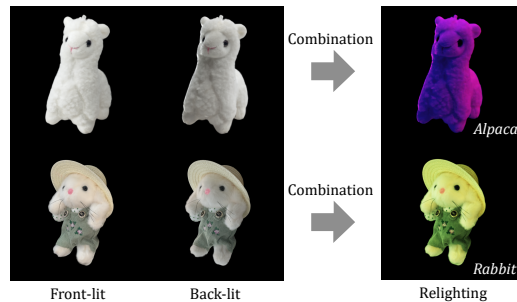 Combination
Alpaca
Combination
Rabbit
Front-lit
Back-lit
Relighting